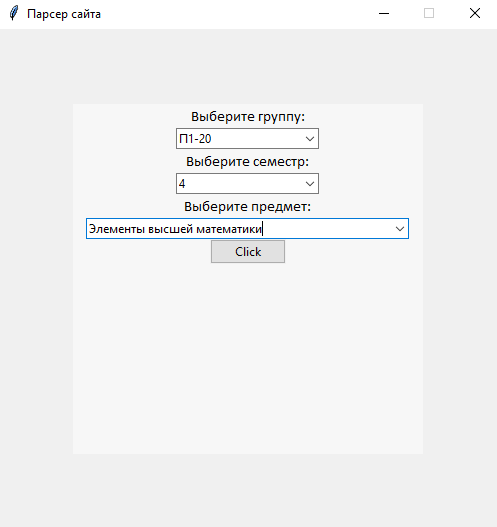 Парсер сайта
Выберите группу:
П1-20
Выберите семестр:
4
Выберите предмет:
Элементы высшей математики
Click